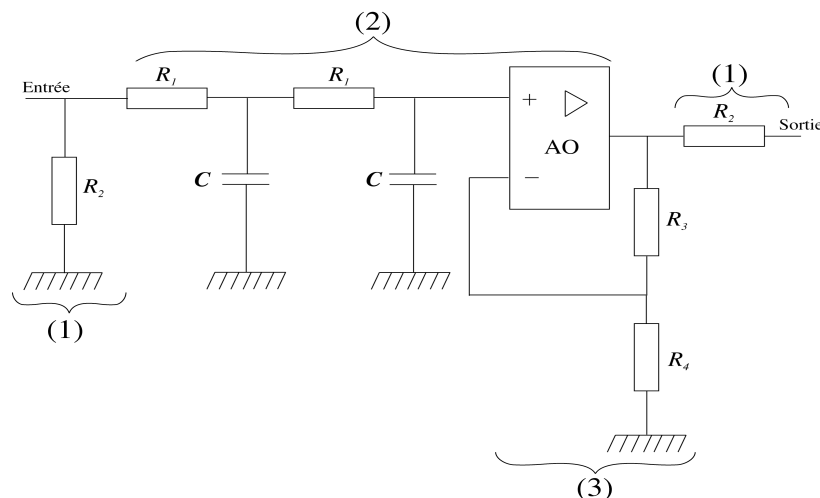 (2)
Entrée
R1
R1
(1)
R2
Sortie
+
AO
−
R2
C
C
R3
(1)
R4
(3)